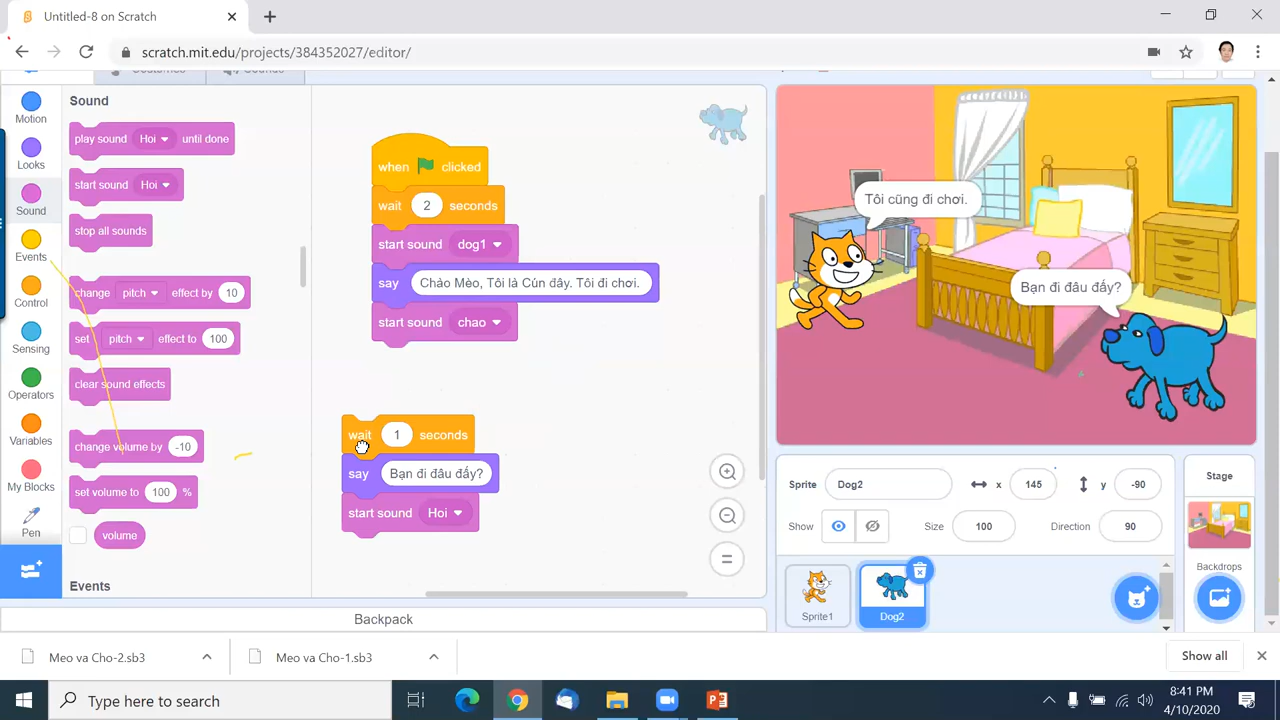 Untitled-8 on Scratch
scratch.mit.edu/projects/384352027/editor/
Motion
Looks
Sound
Events
Control
Sensing
Operators
Variables
My Blocks
Pen
Sound
play sound Hoi until done
start sound Hoi
stop all sounds
change pitch effect by 10
set pitch effect to 100
clear sound effects
change volume by -10
set volume to 100 %
volume
Events
when clicked
wait 2 seconds
start sound dog1
say Chào Mèo, Tôi là Cún đây. Tôi đi chơi.
start sound chao
wait 1 seconds
say Bạn đi đâu đấy?
start sound Hoi
Tôi cũng đi chơi.
Bạn đi đâu đấy?
Sprite Dog2 x 145 y -90
Show Size 100 Direction 90
Sprite1
Dog2
Stage
Backdrops
Backpack
Meo va Cho-2.sb3
Meo va Cho-1.sb3
Show all
Type here to search
8:41 PM
4/10/2020